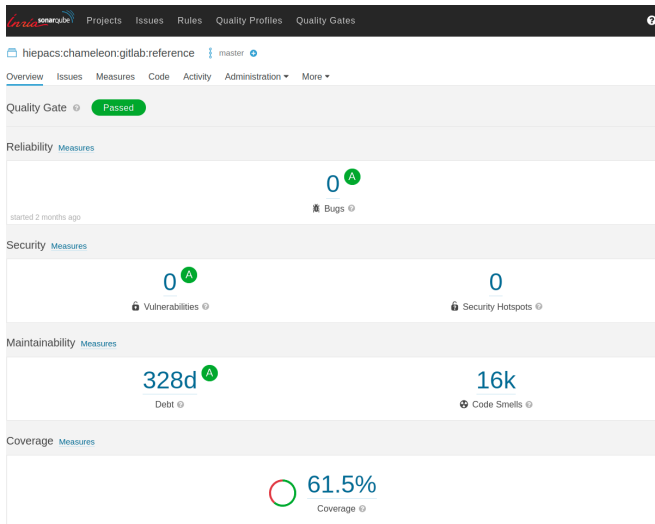 Inria sonarqube Projects Issues Rules Quality Profiles Quality Gates ?
hiepacs:chameleon:gitlab:reference master
Overview Issues Measures Code Activity Administration More
Quality Gate ? Passed
Reliability Measures
0 A
Bugs ?
started 2 months ago
Security Measures
0 A 0
Vulnerabilities ? Security Hotspots ?
Maintainability Measures
328d A 16k
Debt ? Code Smells ?
Coverage Measures
61.5%
Coverage ?